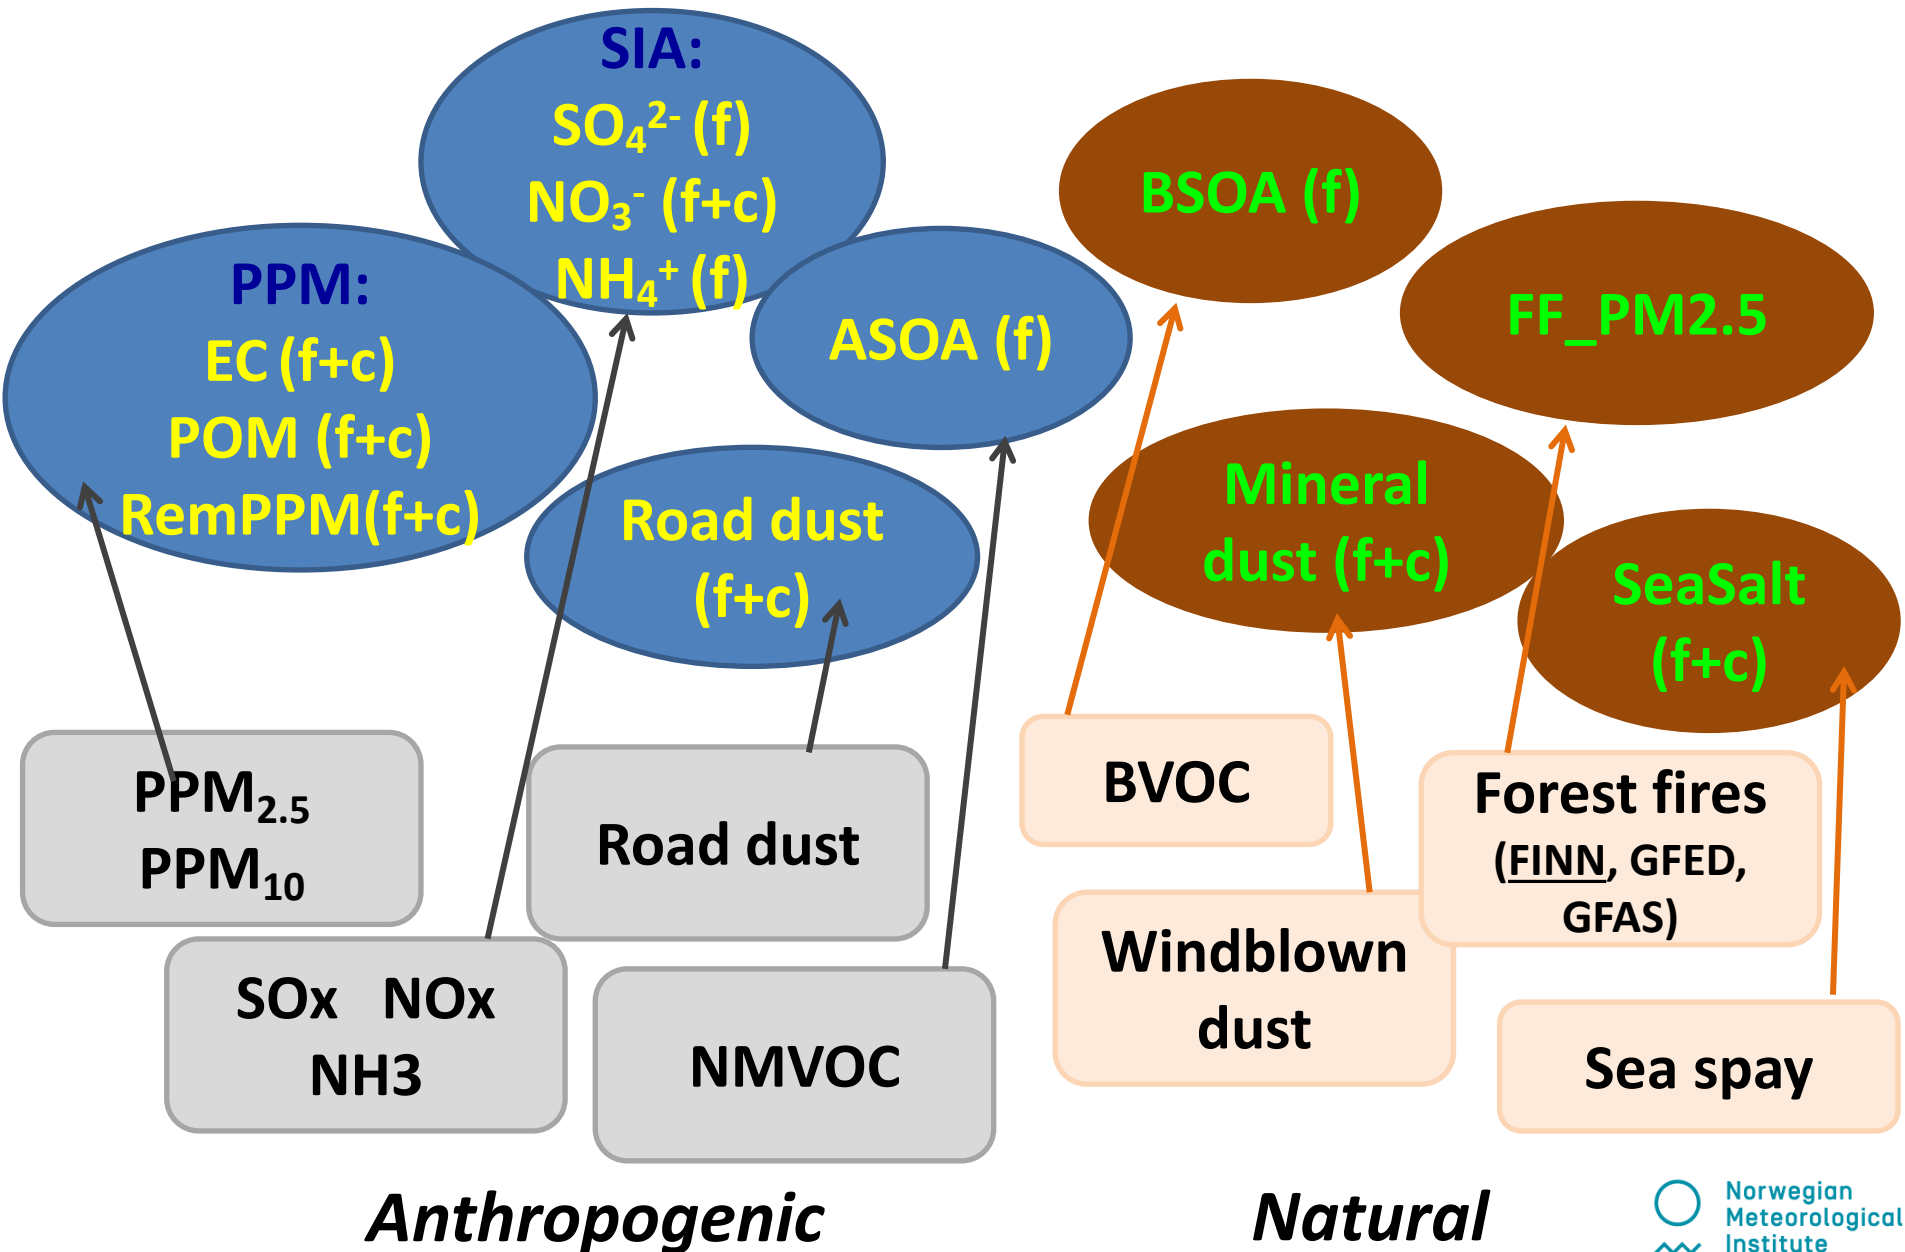 SIA:
SO₄²⁻ (f)
NO₃⁻ (f+c)
NH₄⁺ (f)
PPM:
EC (f+c)
POM (f+c)
RemPPM(f+c)
ASOA (f)
Road dust
(f+c)
BSOA (f)
FF_PM2.5
Mineral
dust (f+c)
SeaSalt
(f+c)
PPM₂.₅
PPM₁₀
Road dust
SOx NOx
NH3
NMVOC
BVOC
Forest fires
(FINN, GFED,
GFAS)
Windblown
dust
Sea spay
Anthropogenic
Natural
Norwegian
Meteorological
Institute